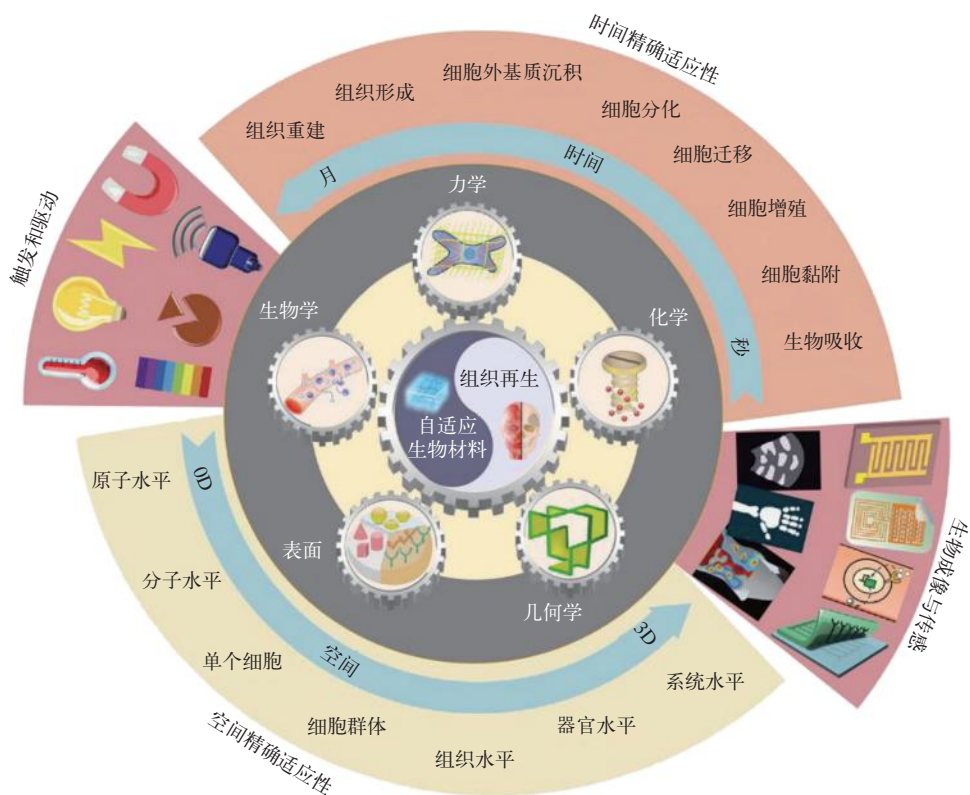 时间精确适应性
细胞外基质沉积
组织形成
组织重建
细胞分化
细胞迁移
细胞增殖
细胞黏附
生物吸收
月
时间
秒
触发和驱动
力学
生物学
化学
组织再生
自适应
生物材料
表面
几何学
0D
空间
3D
原子水平
分子水平
单个细胞
细胞群体
组织水平
器官水平
系统水平
空间精确适应性
生物成像与传感